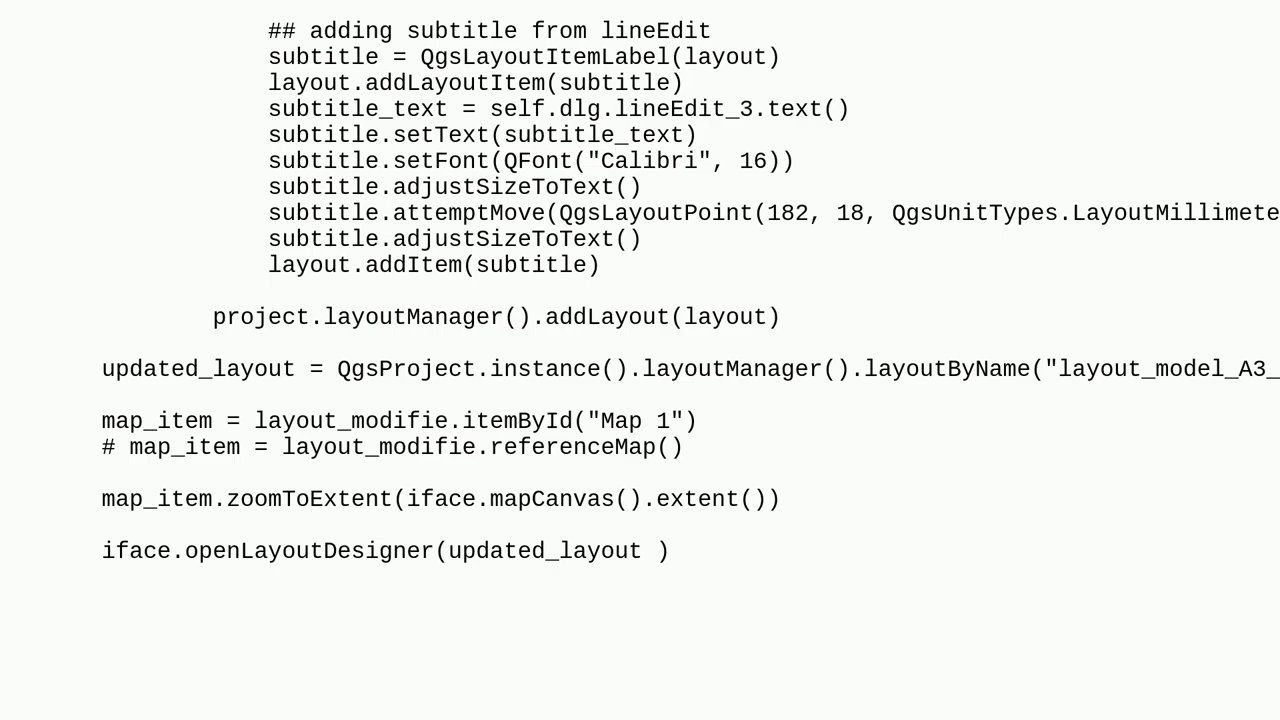 ## adding subtitle from lineEdit
subtitle = QgsLayoutItemLabel(layout)
layout.addLayoutItem(subtitle)
subtitle_text = self.dlg.lineEdit_3.text()
subtitle.setText(subtitle_text)
subtitle.setFont(QFont("Calibri", 16))
subtitle.adjustSizeToText()
subtitle.attemptMove(QgsLayoutPoint(182, 18, QgsUnitTypes.LayoutMillimete
subtitle.adjustSizeToText()
layout.addItem(subtitle)
project.layoutManager().addLayout(layout)
updated_layout = QgsProject.instance().layoutManager().layoutByName("layout_model_A3_
map_item = layout_modifie.itemById("Map 1")
# map_item = layout_modifie.referenceMap()
map_item.zoomToExtent(iface.mapCanvas().extent())
iface.openLayoutDesigner(updated_layout )